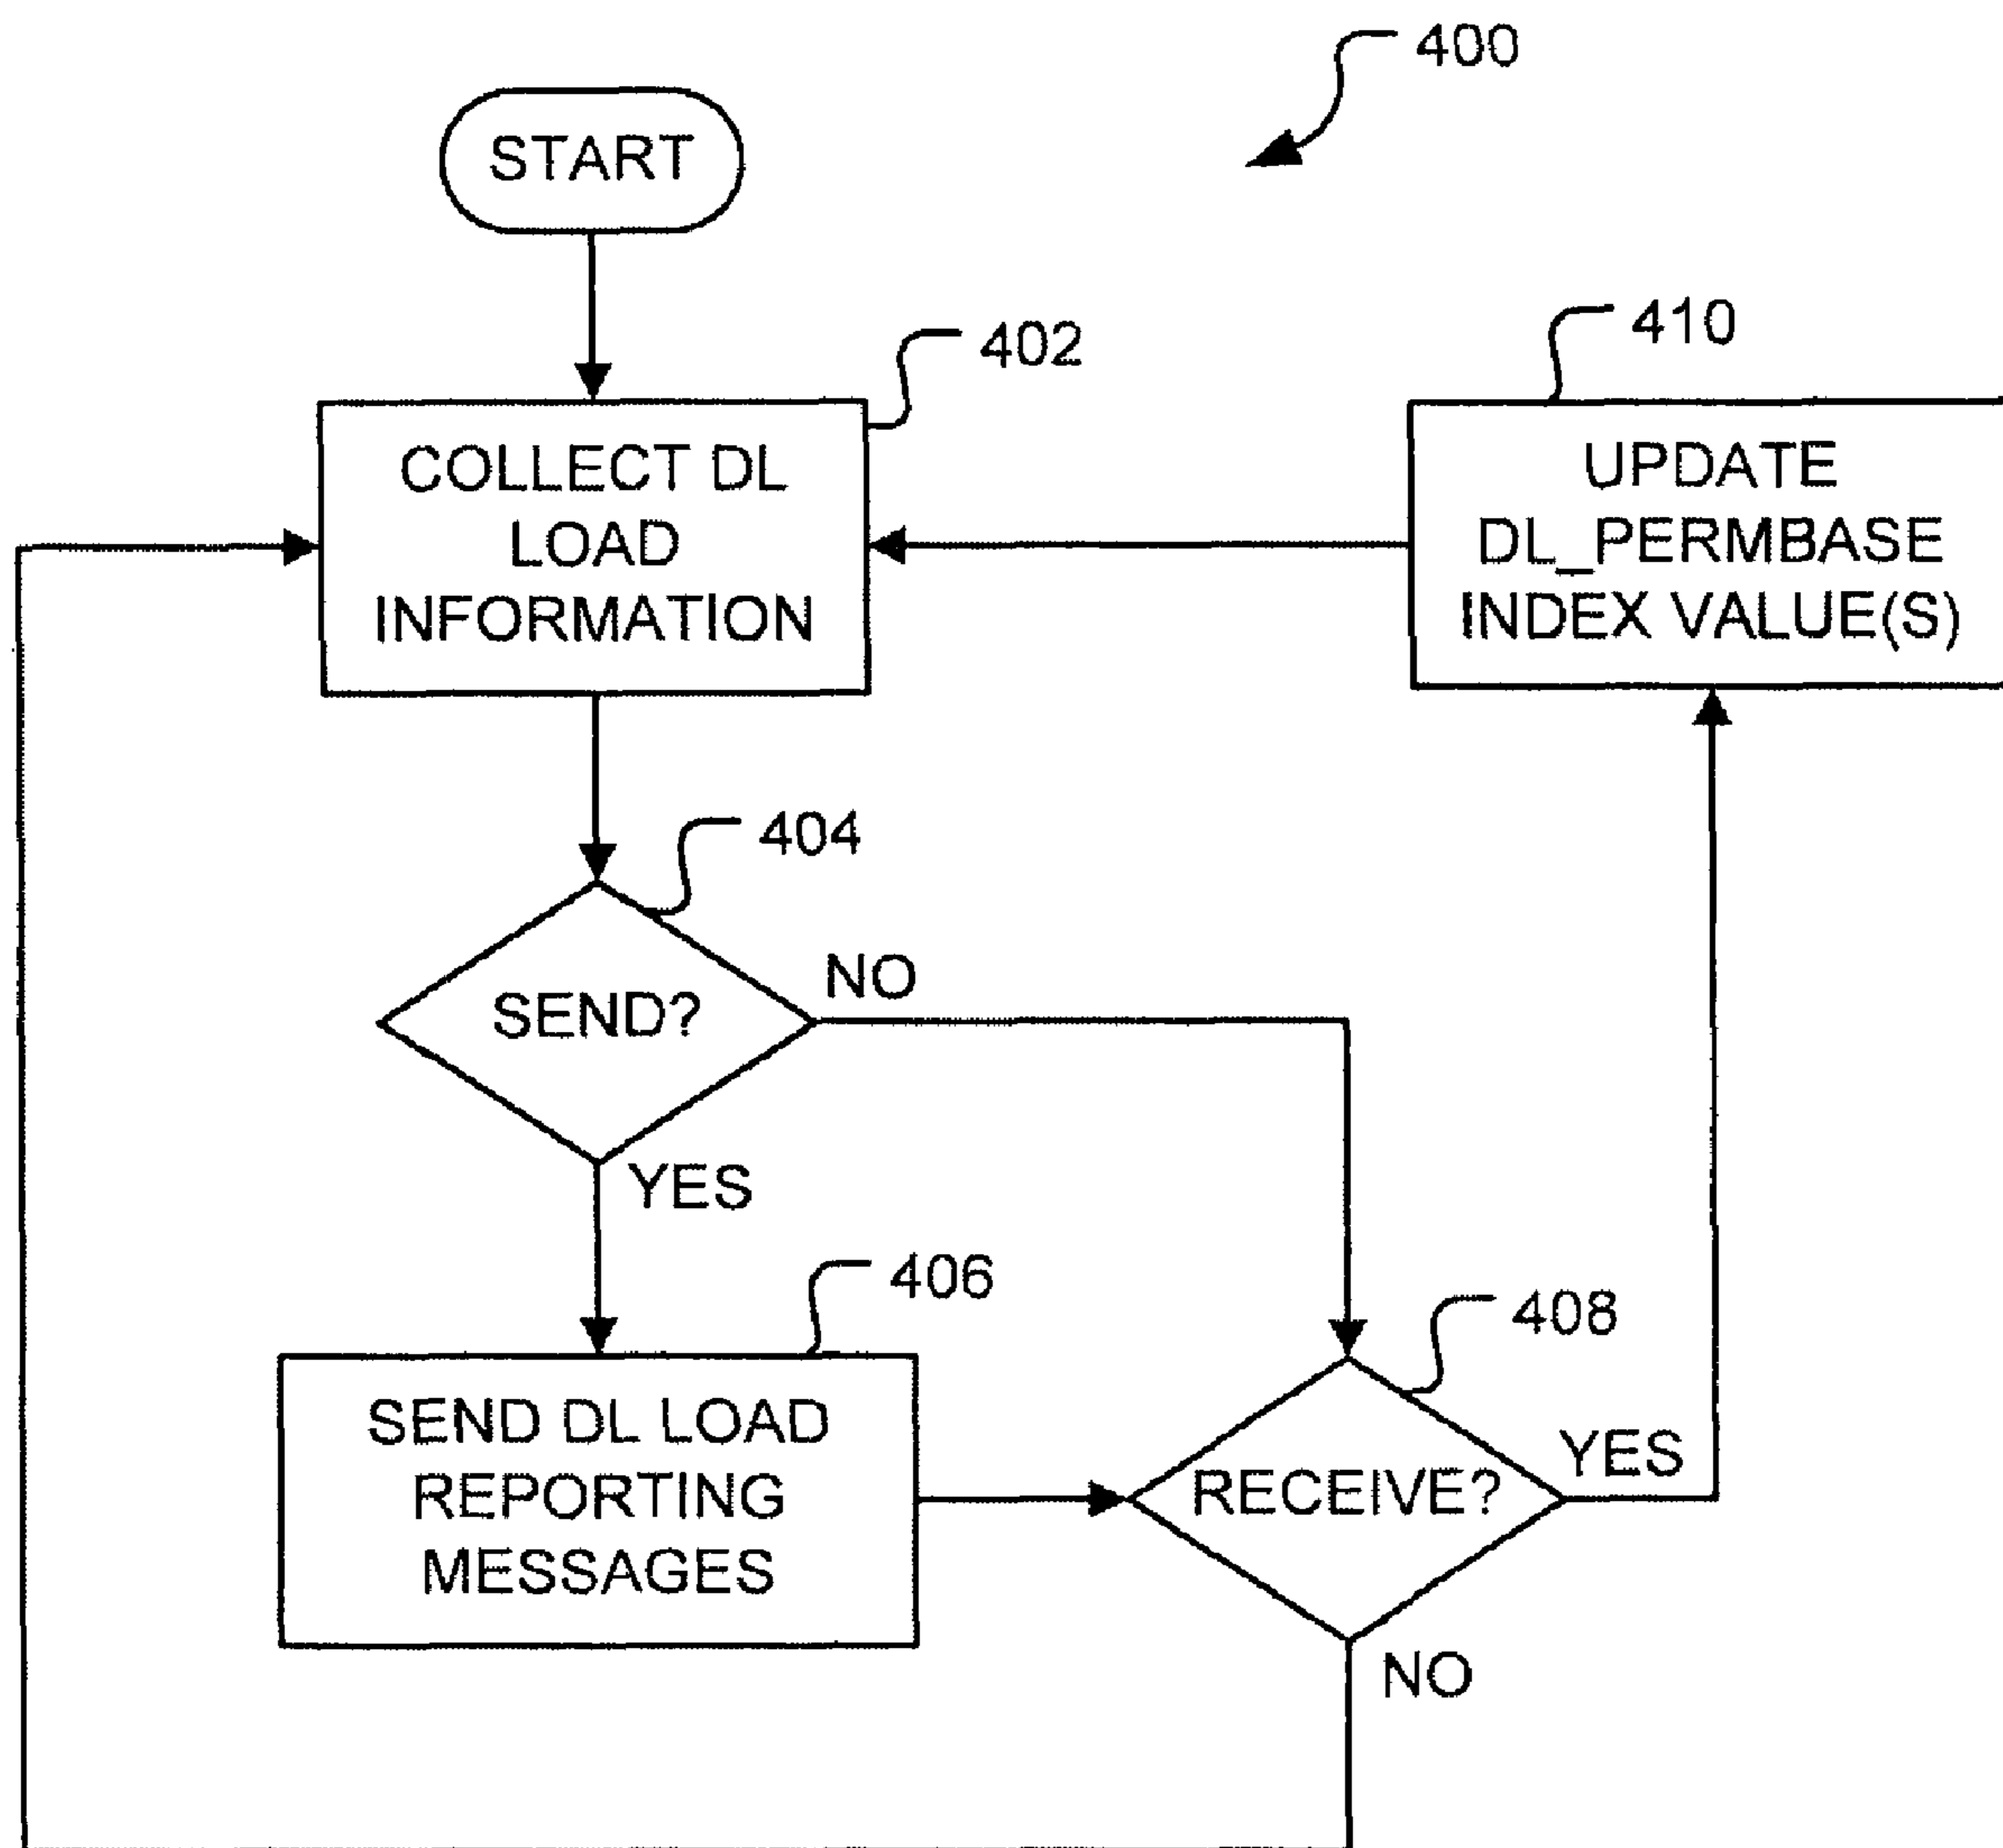 400
START
402
COLLECT DL
LOAD
INFORMATION
410
UPDATE
DL_PERMBASE
INDEX VALUE(S)
404
SEND?
NO
YES
406
SEND DL LOAD
REPORTING
MESSAGES
408
RECEIVE?
YES
NO